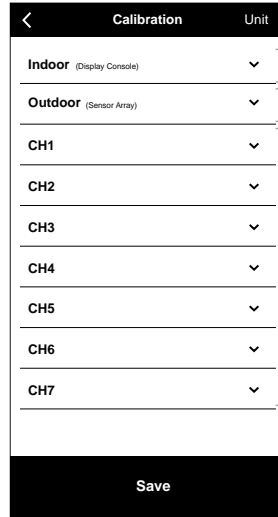 Calibration Unit
Indoor (Display Console)
Outdoor (Sensor Array)
CH1
CH2
CH3
CH4
CH5
CH6
CH7
Save